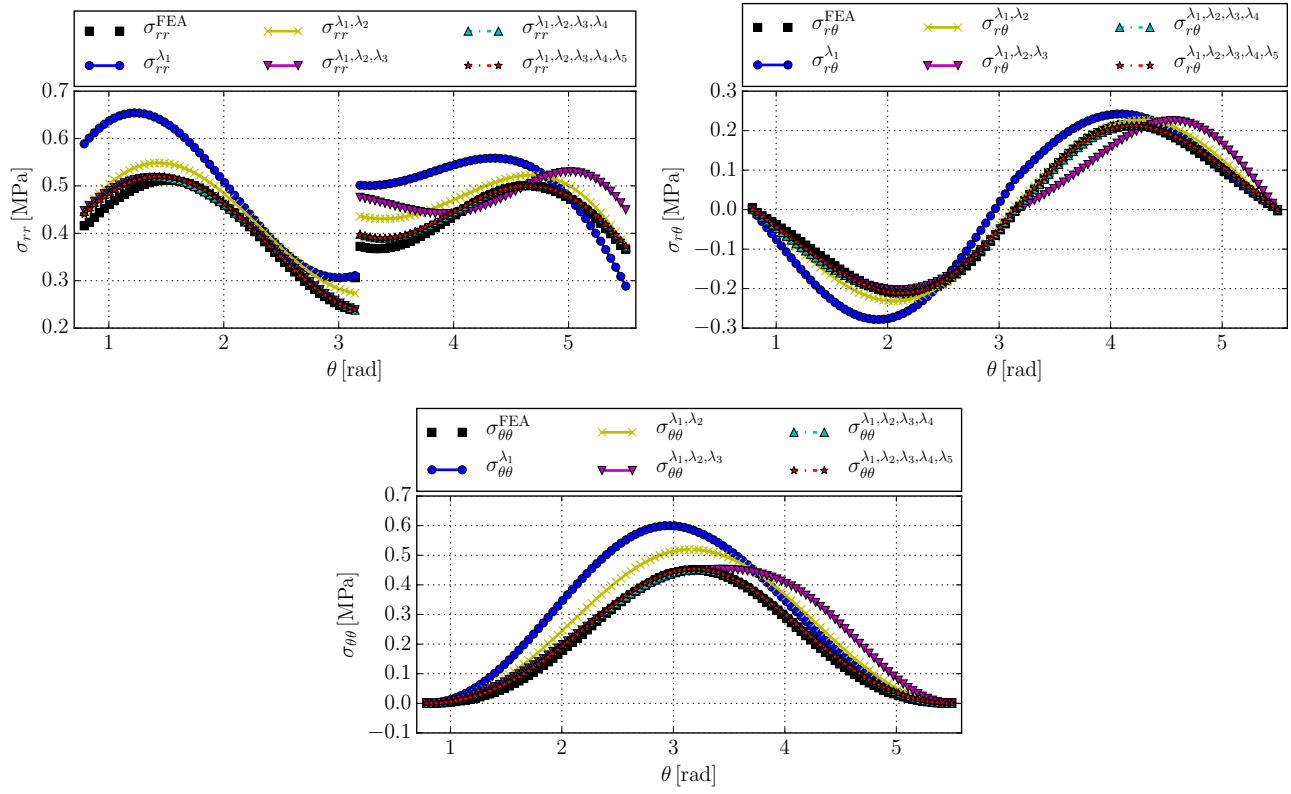 σ_rr^FEA σ_rr^λ1,λ2 σ_rr^λ1,λ2,λ3,λ4
σ_rr^λ1 σ_rr^λ1,λ2,λ3 σ_rr^λ1,λ2,λ3,λ4,λ5
0.7
0.6
0.5
0.4
0.3
0.2
σ_rr [MPa]
1 2 3 4 5
θ [rad]
σ_rθ^FEA σ_rθ^λ1,λ2 σ_rθ^λ1,λ2,λ3,λ4
σ_rθ^λ1 σ_rθ^λ1,λ2,λ3 σ_rθ^λ1,λ2,λ3,λ4,λ5
0.3
0.2
0.1
0.0
−0.1
−0.2
−0.3
σ_rθ [MPa]
1 2 3 4 5
θ [rad]
σ_θθ^FEA σ_θθ^λ1,λ2 σ_θθ^λ1,λ2,λ3,λ4
σ_θθ^λ1 σ_θθ^λ1,λ2,λ3 σ_θθ^λ1,λ2,λ3,λ4,λ5
0.7
0.6
0.5
0.4
0.3
0.2
0.1
0.0
−0.1
σ_θθ [MPa]
1 2 3 4 5
θ [rad]